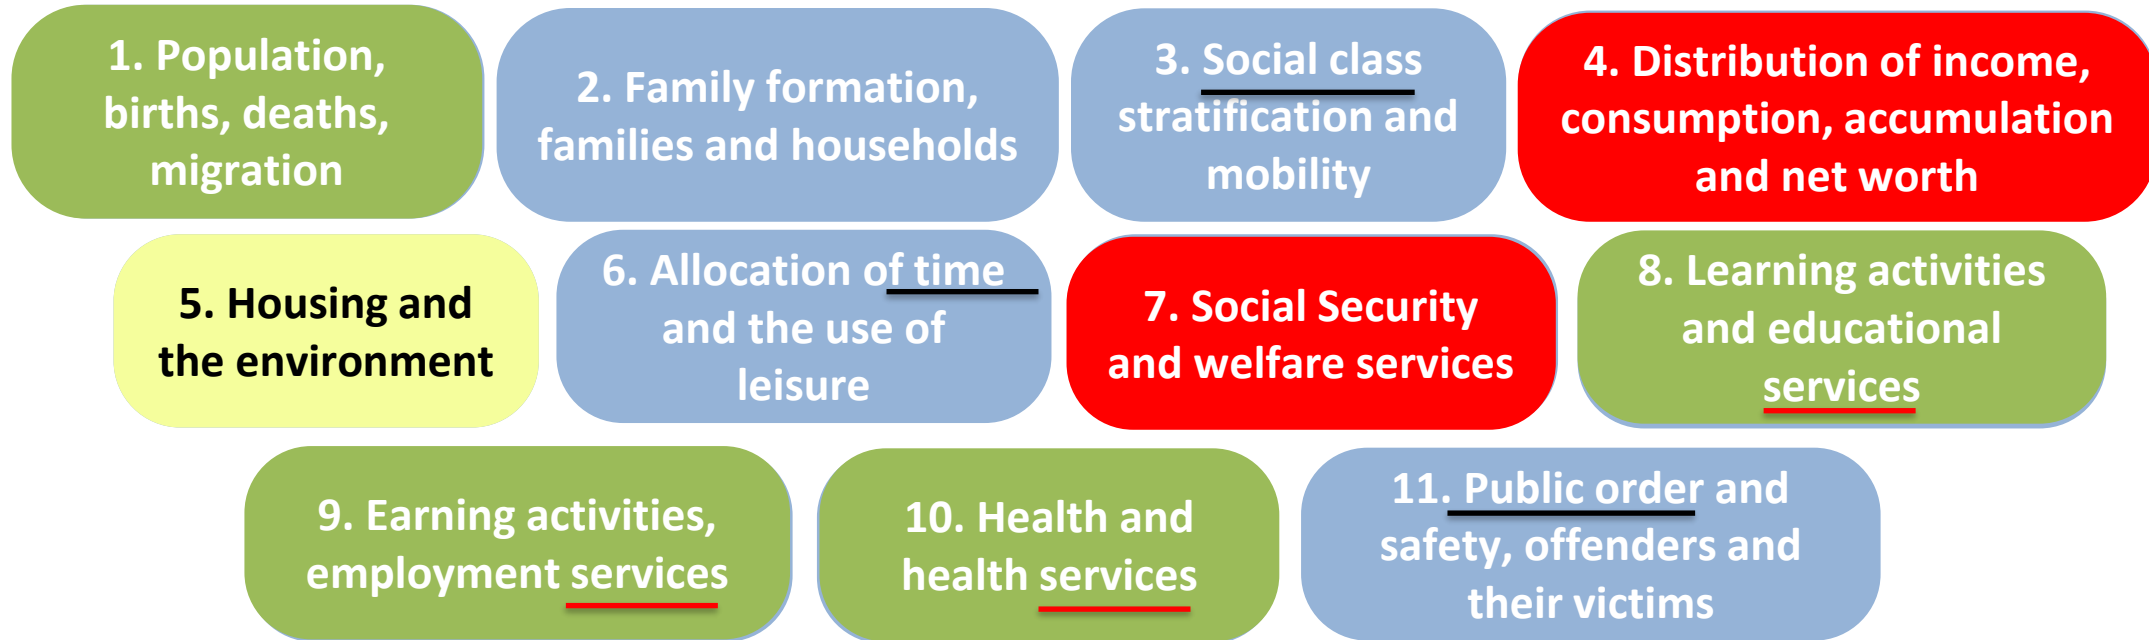 1. Population,
births, deaths,
migration
2. Family formation,
families and households
3. Social class
stratification and
mobility
4. Distribution of income,
consumption, accumulation
and net worth
5. Housing and
the environment
6. Allocation of time
and the use of
leisure
7. Social Security
and welfare services
8. Learning activities
and educational
services
9. Earning activities,
employment services
10. Health and
health services
11. Public order and
safety, offenders and
their victims